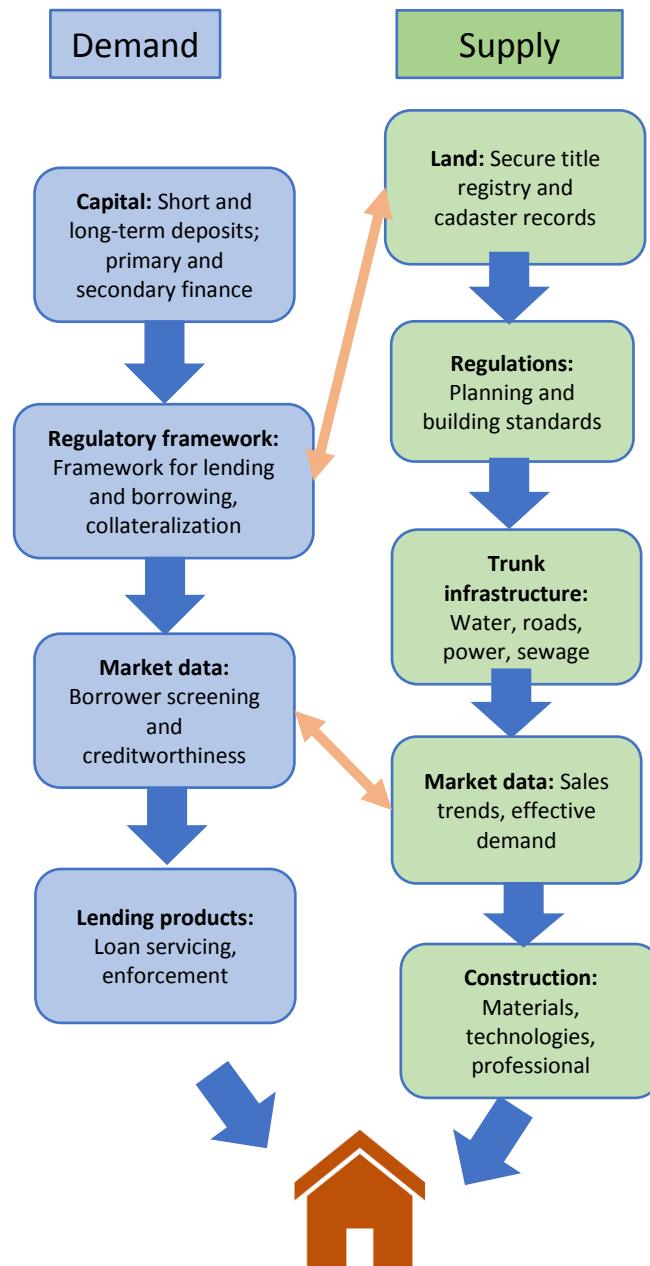 Demand
Supply
Capital: Short and
long-term deposits;
primary and
secondary finance
Regulatory framework:
Framework for lending
and borrowing,
collateralization
Market data:
Borrower screening
and
creditworthiness
Lending products:
Loan servicing,
enforcement
Land: Secure title
registry and
cadaster records
Regulations:
Planning and
building standards
Trunk
infrastructure:
Water, roads,
power, sewage
Market data: Sales
trends, effective
demand
Construction:
Materials,
technologies,
professional